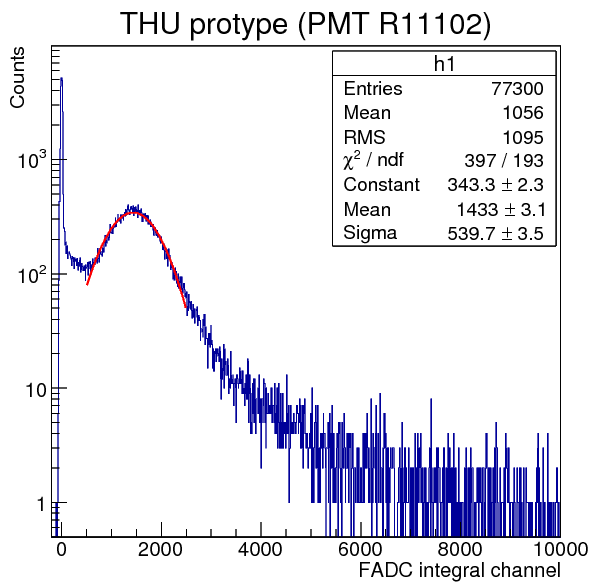 THU protype (PMT R11102)
Counts
h1
Entries 77300
Mean 1056
RMS 1095
χ² / ndf 397 / 193
Constant 343.3 ± 2.3
Mean 1433 ± 3.1
Sigma 539.7 ± 3.5
10³
10²
10
1
0 2000 4000 6000 8000 10000
FADC integral channel